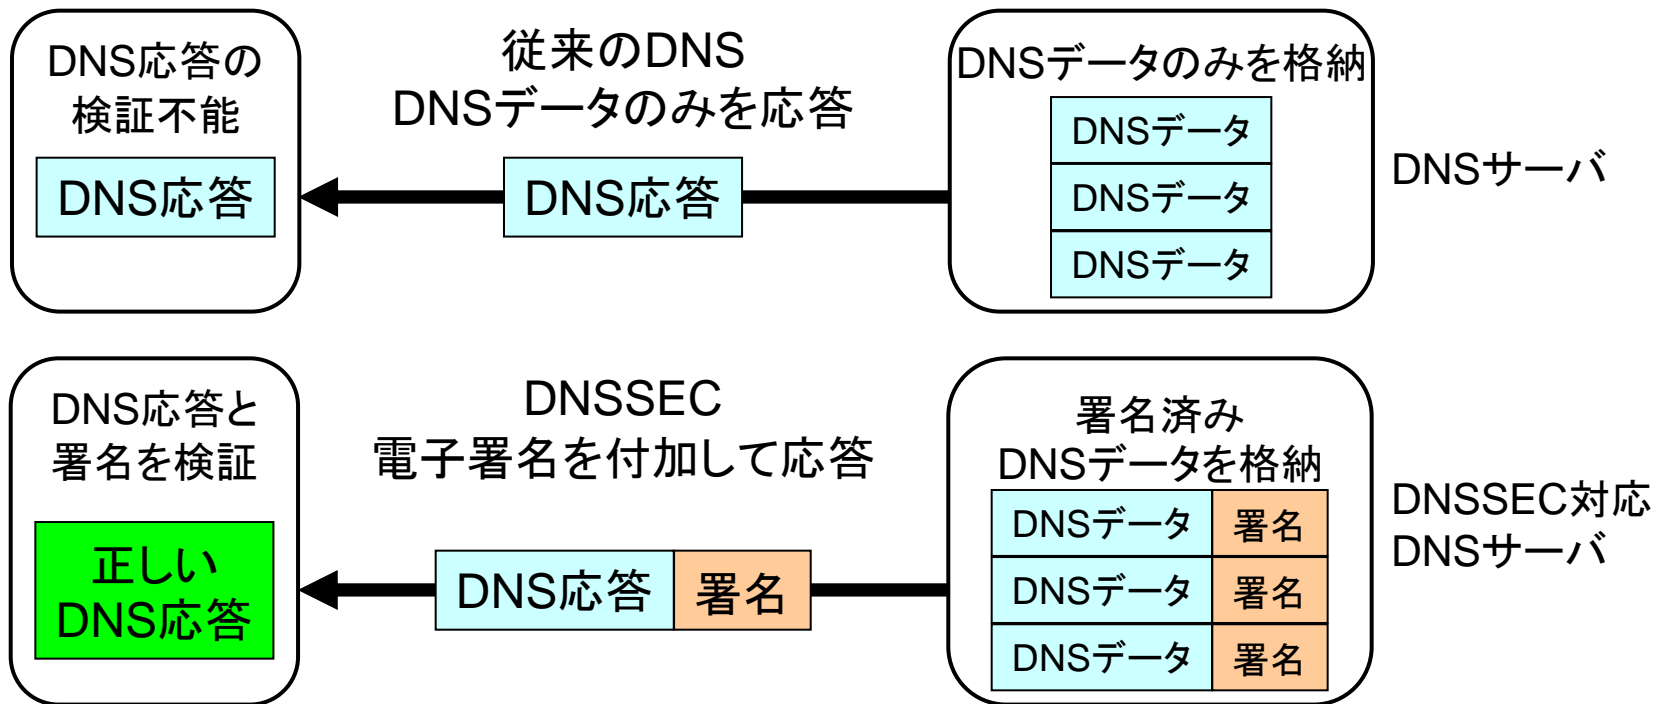 DNS応答の
検証不能
DNS応答
従来のDNS
DNSデータのみを応答
DNS応答
DNSデータのみを格納
DNSデータ
DNSデータ
DNSデータ
DNSサーバ
DNS応答と
署名を検証
正しい
DNS応答
DNSSEC
電子署名を付加して応答
DNS応答 署名
署名済み
DNSデータを格納
DNSデータ 署名
DNSデータ 署名
DNSデータ 署名
DNSSEC対応
DNSサーバ